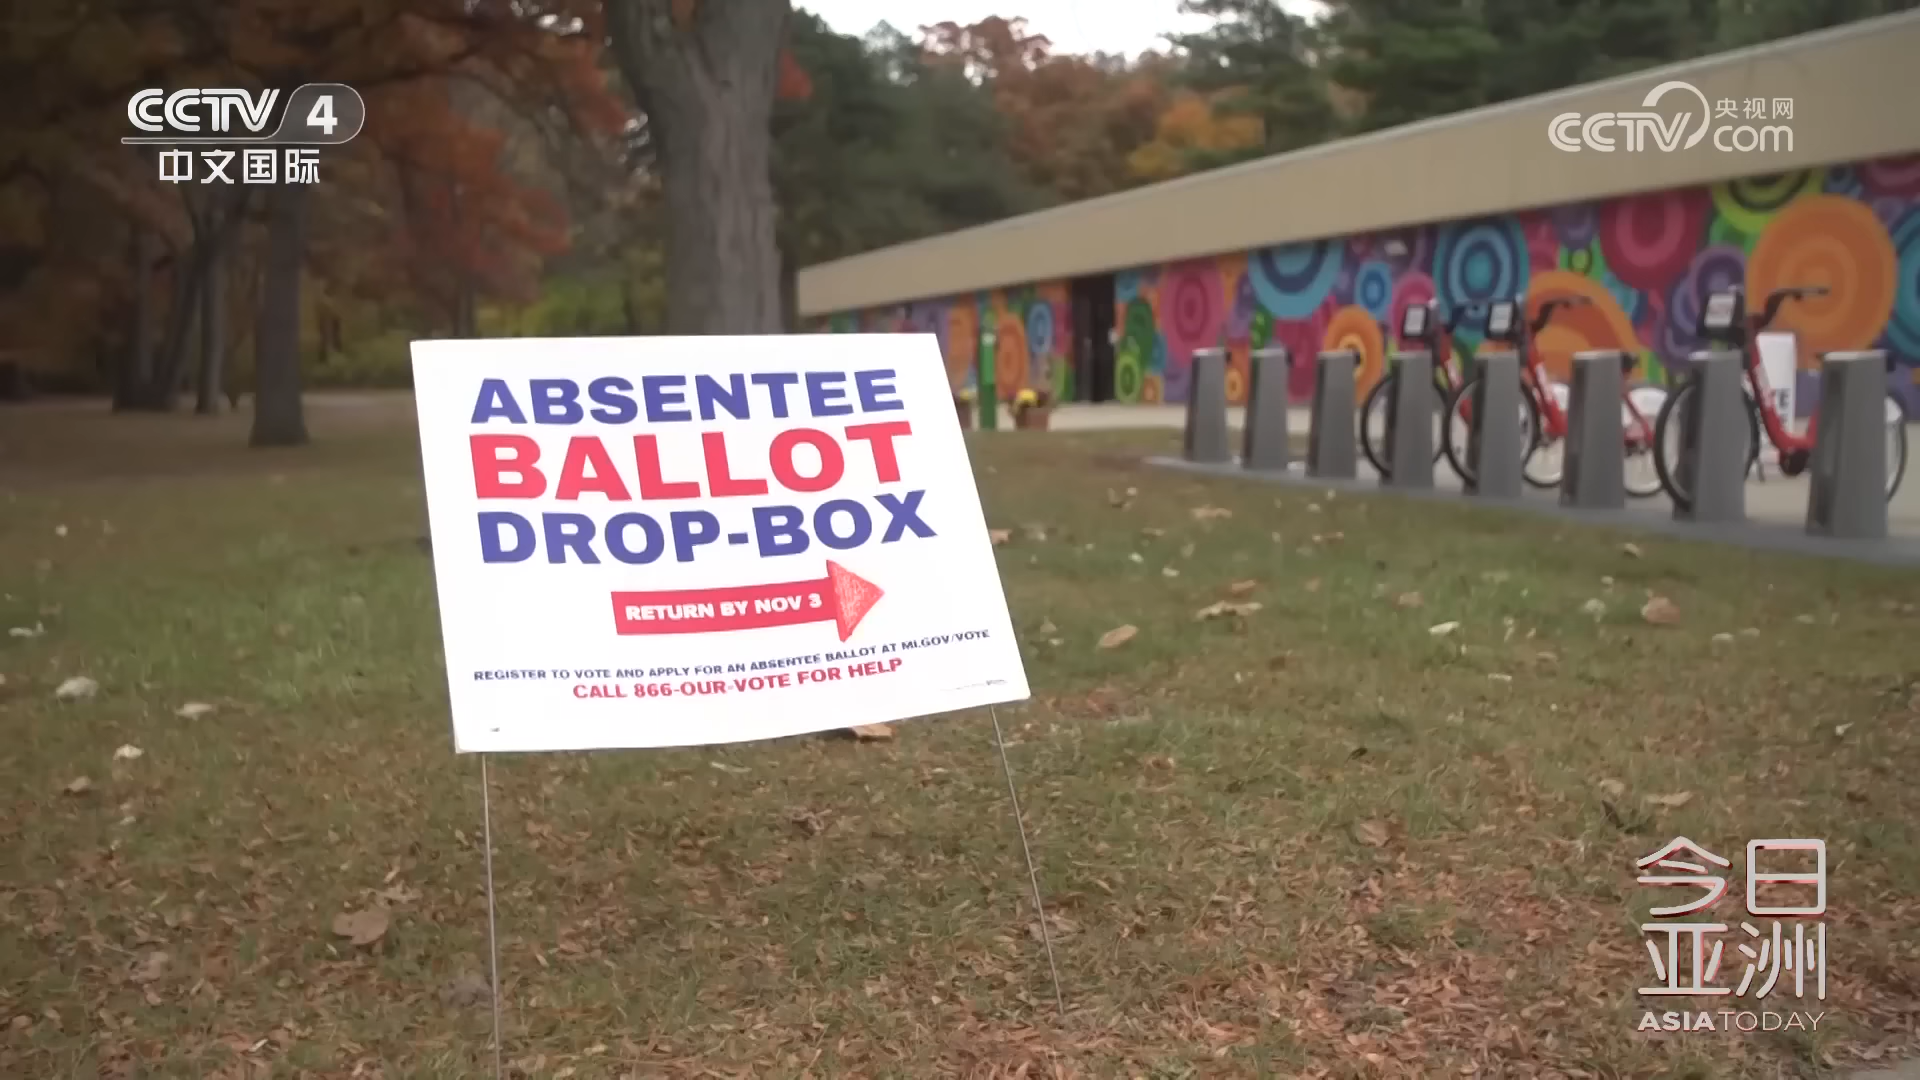 CCTV 4
中文国际
CCTV 央视网
com
ABSENTEE
BALLOT
DROP-BOX
RETURN BY NOV 3
REGISTER TO VOTE AND APPLY FOR AN ABSENTEE BALLOT AT MI.GOV/VOTE
CALL 866-OUR-VOTE FOR HELP
今日
亚洲
ASIATODAY